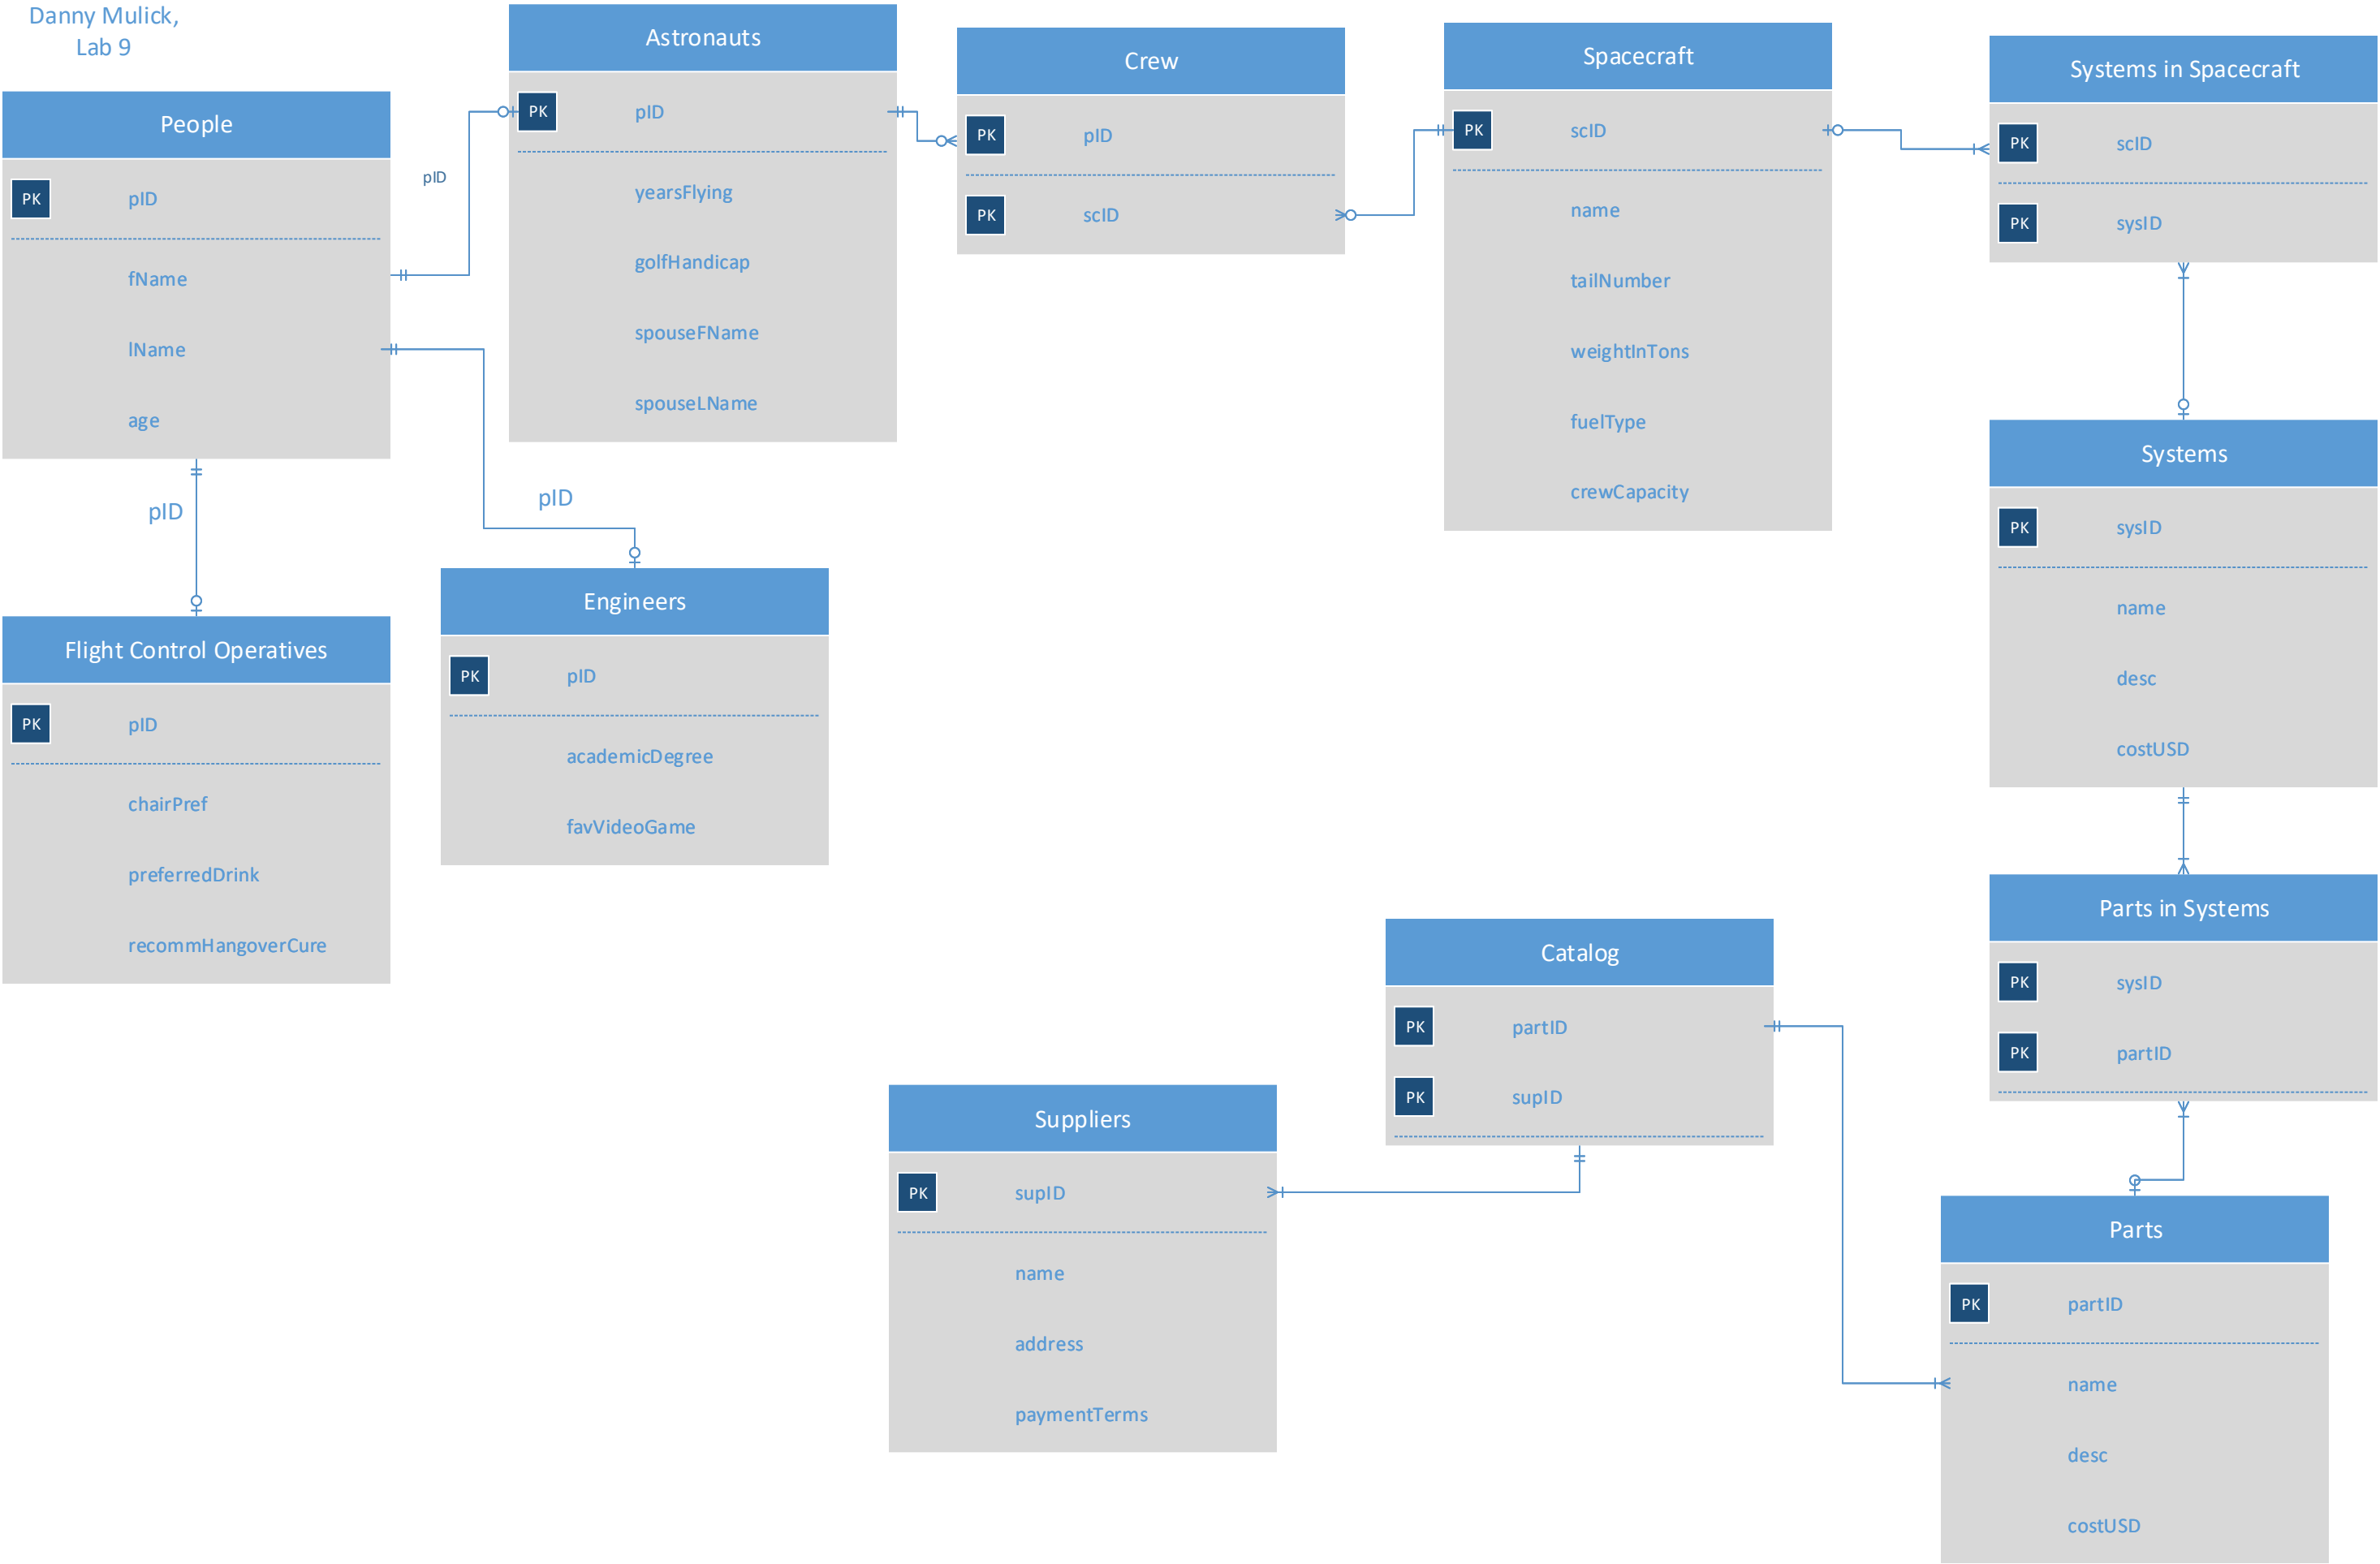 Danny Mulick,
Lab 9
People
PK pID
fName
lName
age
pID
pID
pID
Astronauts
PK pID
yearsFlying
golfHandicap
spouseFName
spouseLName
Crew
PK pID
PK scID
Spacecraft
PK scID
name
tailNumber
weightInTons
fuelType
crewCapacity
Systems in Spacecraft
PK scID
PK sysID
Systems
PK sysID
name
desc
costUSD
Flight Control Operatives
PK pID
chairPref
preferredDrink
recommHangoverCure
Engineers
PK pID
academicDegree
favVideoGame
Parts in Systems
PK sysID
PK partID
Catalog
PK partID
PK supID
Suppliers
PK supID
name
address
paymentTerms
Parts
PK partID
name
desc
costUSD